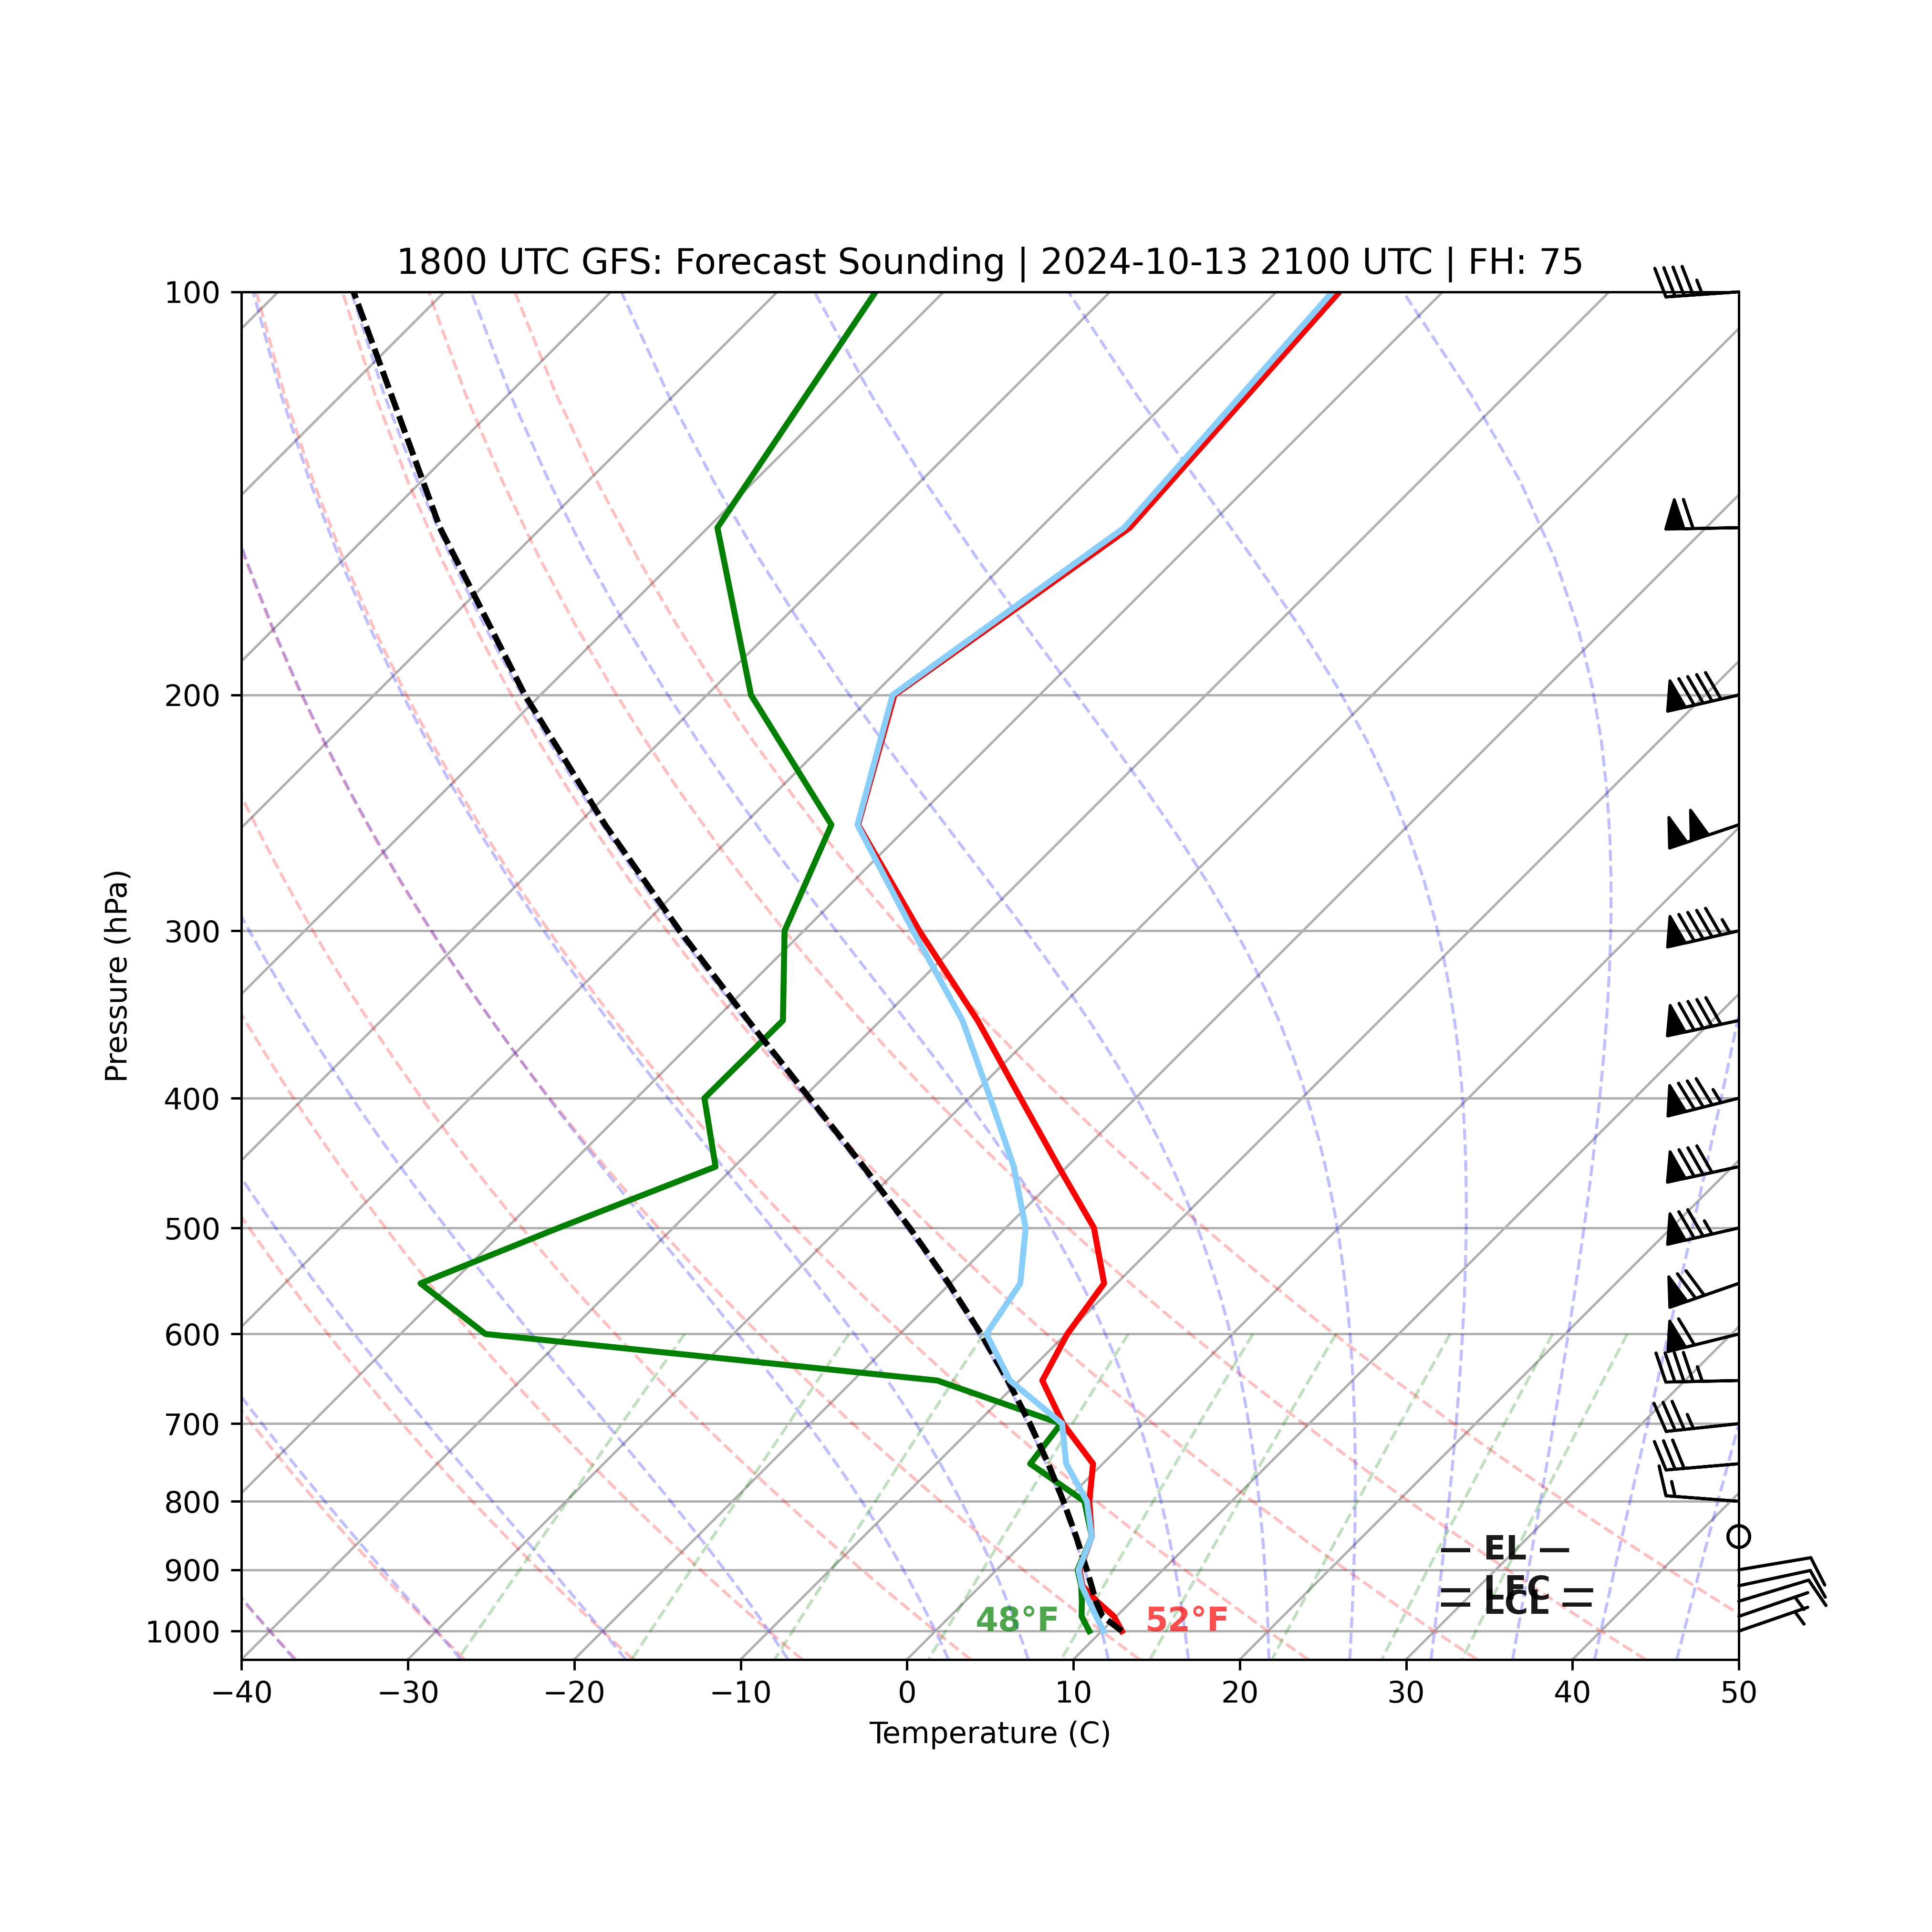 1800 UTC GFS: Forecast Sounding | 2024-10-13 2100 UTC | FH: 75
100
200
300
400
500
600
700
800
900
1000
Pressure (hPa)
— EL —
— LFC —
— LCL —
48°F
52°F
−40 −30 −20 −10 0 10 20 30 40 50
Temperature (C)